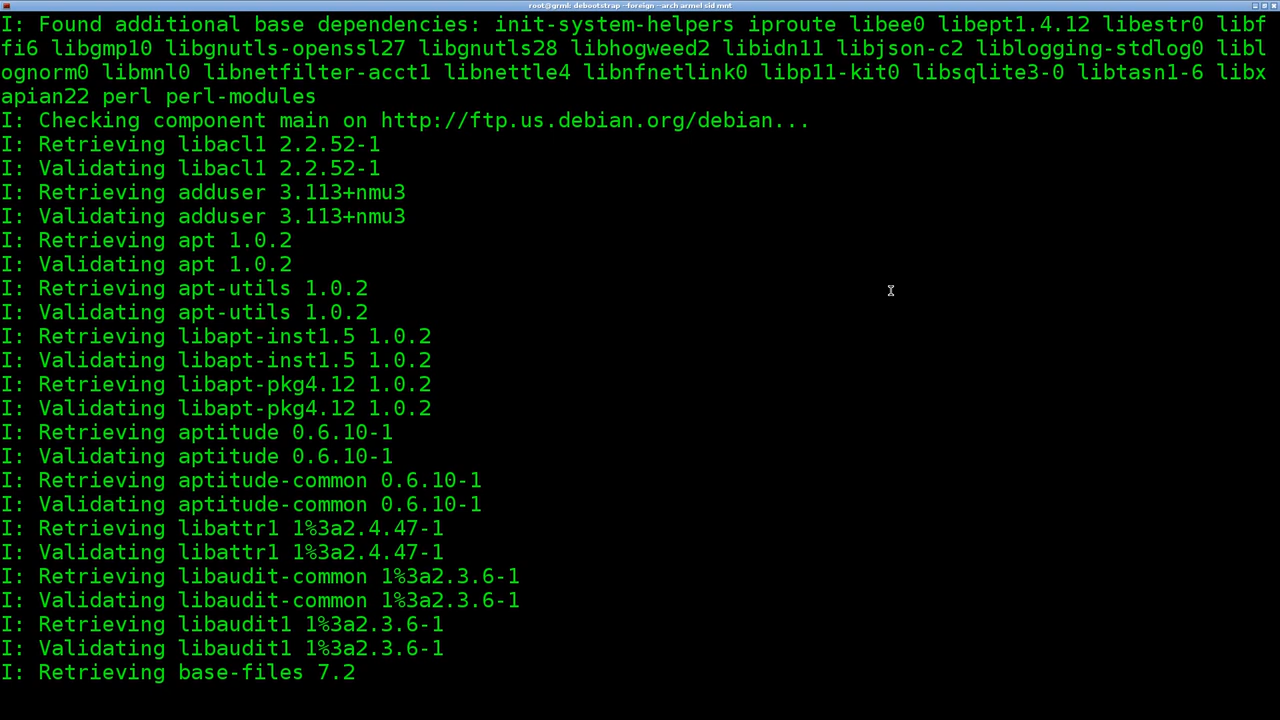 root@grml: debootstrap --foreign --arch armel sid mnt
I: Found additional base dependencies: init-system-helpers iproute libee0 libept1.4.12 libestr0 libf
fi6 libgmp10 libgnutls-openssl27 libgnutls28 libhogweed2 libidn11 libjson-c2 liblogging-stdlog0 libl
ognorm0 libmnl0 libnetfilter-acct1 libnettle4 libnfnetlink0 libp11-kit0 libsqlite3-0 libtasn1-6 libx
apian22 perl perl-modules
I: Checking component main on http://ftp.us.debian.org/debian...
I: Retrieving libacl1 2.2.52-1
I: Validating libacl1 2.2.52-1
I: Retrieving adduser 3.113+nmu3
I: Validating adduser 3.113+nmu3
I: Retrieving apt 1.0.2
I: Validating apt 1.0.2
I: Retrieving apt-utils 1.0.2
I: Validating apt-utils 1.0.2
I: Retrieving libapt-inst1.5 1.0.2
I: Validating libapt-inst1.5 1.0.2
I: Retrieving libapt-pkg4.12 1.0.2
I: Validating libapt-pkg4.12 1.0.2
I: Retrieving aptitude 0.6.10-1
I: Validating aptitude 0.6.10-1
I: Retrieving aptitude-common 0.6.10-1
I: Validating aptitude-common 0.6.10-1
I: Retrieving libattr1 1%3a2.4.47-1
I: Validating libattr1 1%3a2.4.47-1
I: Retrieving libaudit-common 1%3a2.3.6-1
I: Validating libaudit-common 1%3a2.3.6-1
I: Retrieving libaudit1 1%3a2.3.6-1
I: Validating libaudit1 1%3a2.3.6-1
I: Retrieving base-files 7.2